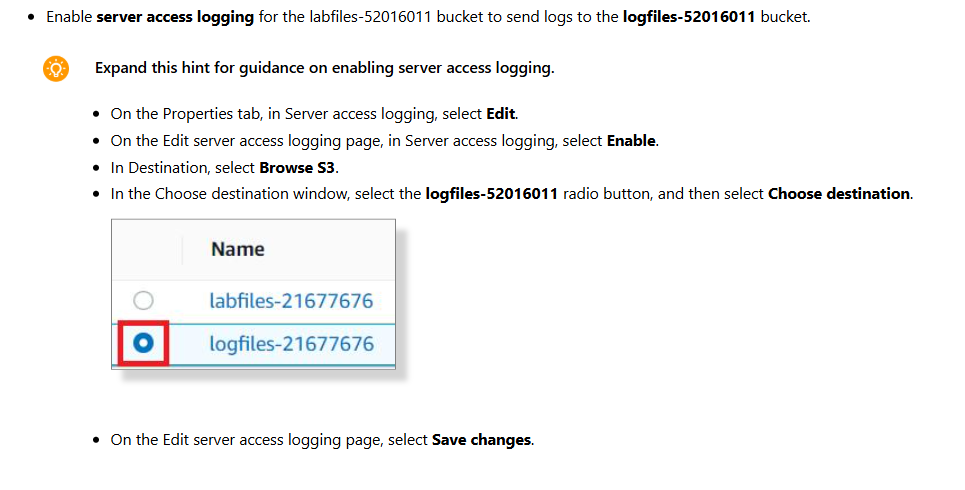 Enable server access logging for the labfiles-52016011 bucket to send logs to the logfiles-52016011 bucket.
Expand this hint for guidance on enabling server access logging.
On the Properties tab, in Server access logging, select Edit.
On the Edit server access logging page, in Server access logging, select Enable.
In Destination, select Browse S3.
In the Choose destination window, select the logfiles-52016011 radio button, and then select Choose destination.
Name
labfiles-21677676
logfiles-21677676
On the Edit server access logging page, select Save changes.